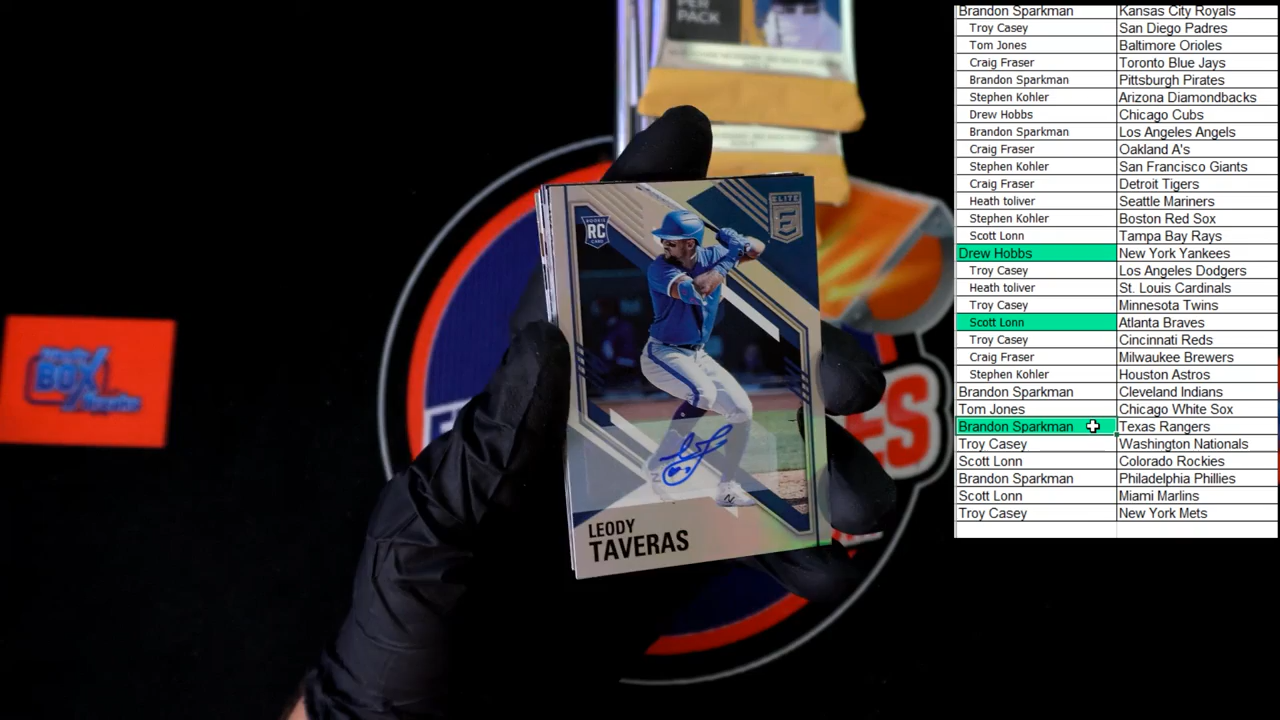 PER
PACK
ROOKIE
RC
CARD
ELITE
E
LEODY
TAVERAS
BOX
ES
Brandon Sparkman Kansas City Royals
Troy Casey San Diego Padres
Tom Jones Baltimore Orioles
Craig Fraser Toronto Blue Jays
Brandon Sparkman Pittsburgh Pirates
Stephen Kohler Arizona Diamondbacks
Drew Hobbs Chicago Cubs
Brandon Sparkman Los Angeles Angels
Craig Fraser Oakland A's
Stephen Kohler San Francisco Giants
Craig Fraser Detroit Tigers
Heath toliver Seattle Mariners
Stephen Kohler Boston Red Sox
Scott Lonn Tampa Bay Rays
Drew Hobbs New York Yankees
Troy Casey Los Angeles Dodgers
Heath toliver St. Louis Cardinals
Troy Casey Minnesota Twins
Scott Lonn Atlanta Braves
Troy Casey Cincinnati Reds
Craig Fraser Milwaukee Brewers
Stephen Kohler Houston Astros
Brandon Sparkman Cleveland Indians
Tom Jones Chicago White Sox
Brandon Sparkman Texas Rangers
Troy Casey Washington Nationals
Scott Lonn Colorado Rockies
Brandon Sparkman Philadelphia Phillies
Scott Lonn Miami Marlins
Troy Casey New York Mets